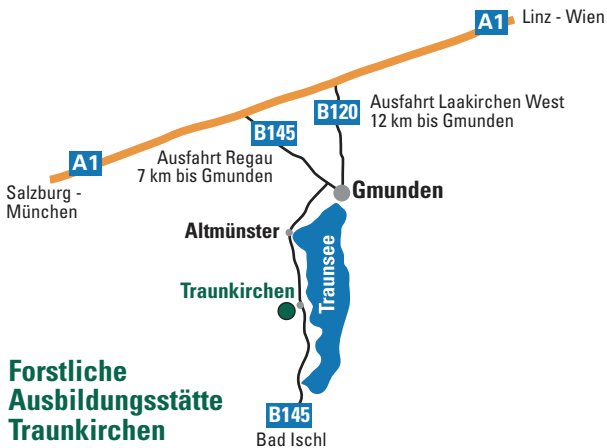 A1
Linz - Wien
B120
Ausfahrt Laakirchen West
12 km bis Gmunden
B145
Ausfahrt Regau
7 km bis Gmunden
A1
Salzburg -
München
Gmunden
Altmünster
Traunsee
Traunkirchen
Forstliche
Ausbildungsstätte
Traunkirchen
B145
Bad Ischl